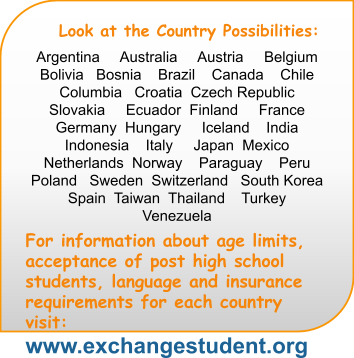 Look at the Country Possibilities:
Argentina Australia Austria Belgium
Bolivia Bosnia Brazil Canada Chile
Columbia Croatia Czech Republic
Slovakia Ecuador Finland France
Germany Hungary Iceland India
Indonesia Italy Japan Mexico
Netherlands Norway Paraguay Peru
Poland Sweden Switzerland South Korea
Spain Taiwan Thailand Turkey
Venezuela
For information about age limits,
acceptance of post high school
students, language and insurance
requirements for each country
visit:
www.exchangestudent.org